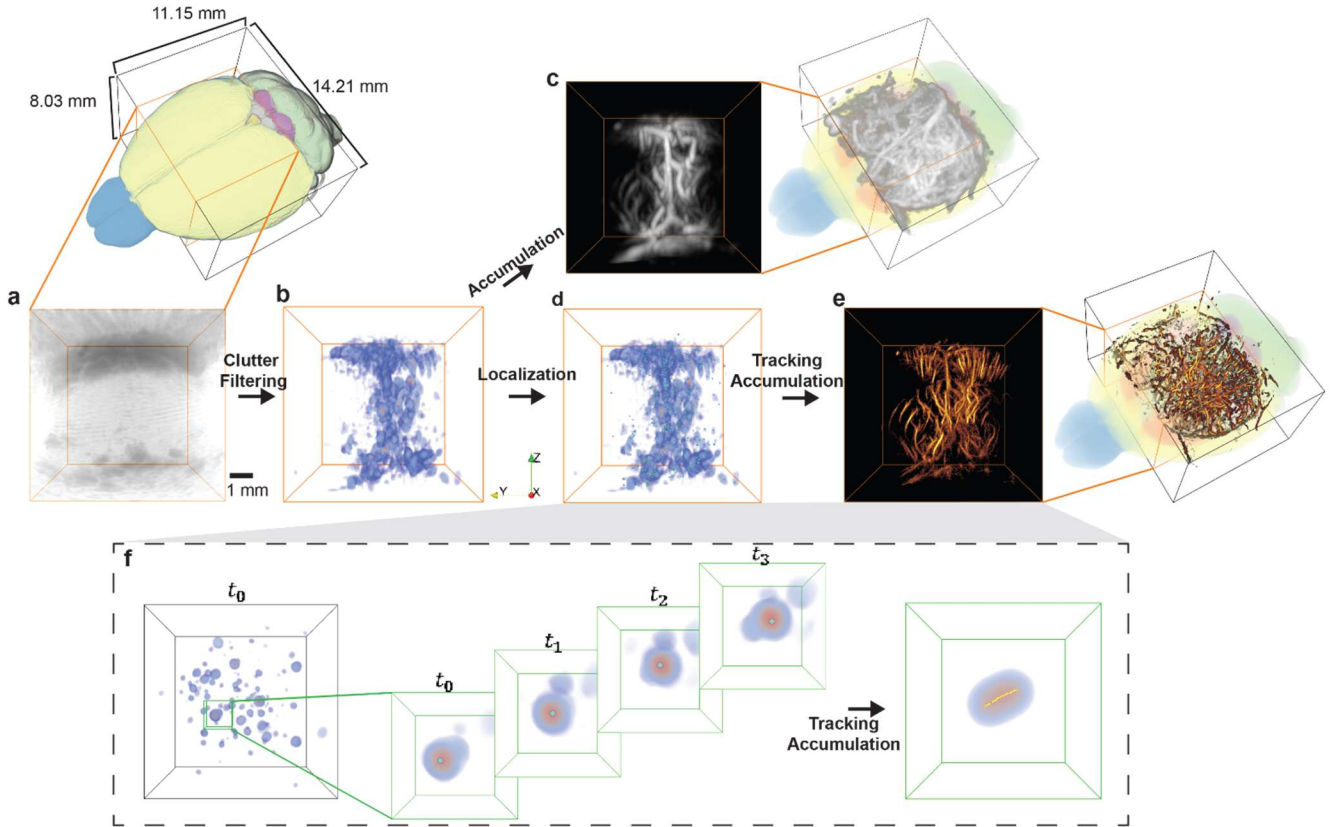 11.15 mm
8.03 mm
14.21 mm
a
Clutter
Filtering
1 mm
b
Accumulation
c
Localization
Z
Y
X
d
Tracking
Accumulation
e
f
t₀
t₀
t₁
t₂
t₃
Tracking
Accumulation